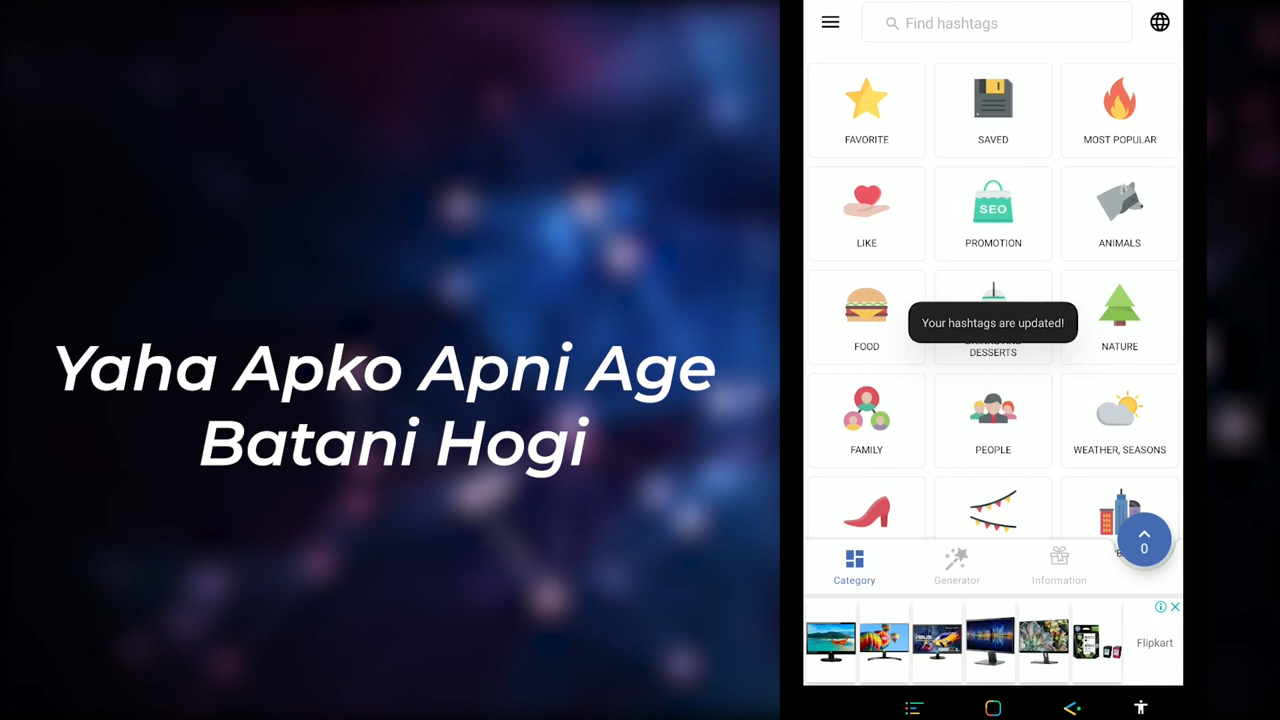 Yaha Apko Apni Age
Batani Hogi
Find hashtags
FAVORITE
SAVED
MOST POPULAR
LIKE
SEO
PROMOTION
ANIMALS
FOOD
Your hashtags are updated!
DESSERTS
NATURE
FAMILY
PEOPLE
WEATHER, SEASONS
0
Category
Generator
Information
Flipkart